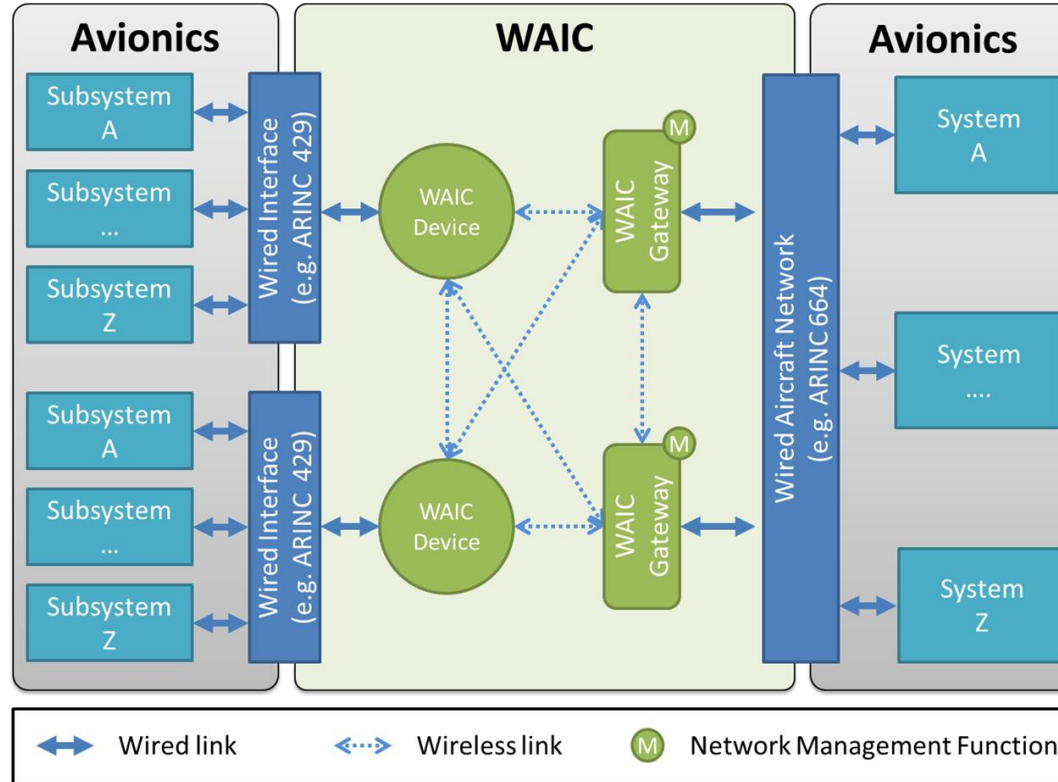 Avionics
WAIC
Avionics
Subsystem
A
Subsystem
...
Subsystem
Z
Wired Interface
(e.g. ARINC 429)
Subsystem
A
Subsystem
...
Subsystem
Z
Wired Interface
(e.g. ARINC 429)
WAIC
Device
WAIC
Device
M
WAIC
Gateway
M
WAIC
Gateway
Wired Aircraft Network
(e.g. ARINC 664)
System
A
System
....
System
Z
Wired link
Wireless link
M Network Management Function